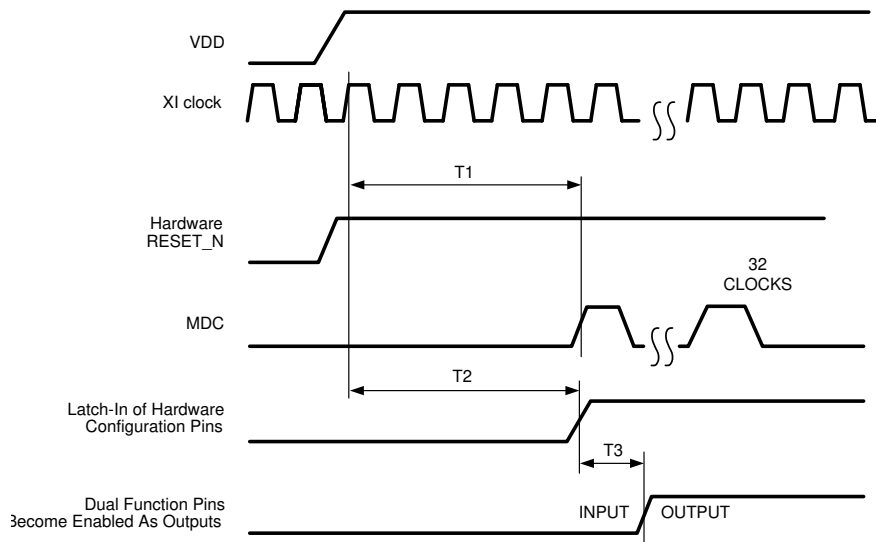 VDD
XI clock
T1
Hardware
RESET_N
32
CLOCKS
MDC
T2
Latch-In of Hardware
Configuration Pins
T3
Dual Function Pins
Become Enabled As Outputs
INPUT
OUTPUT